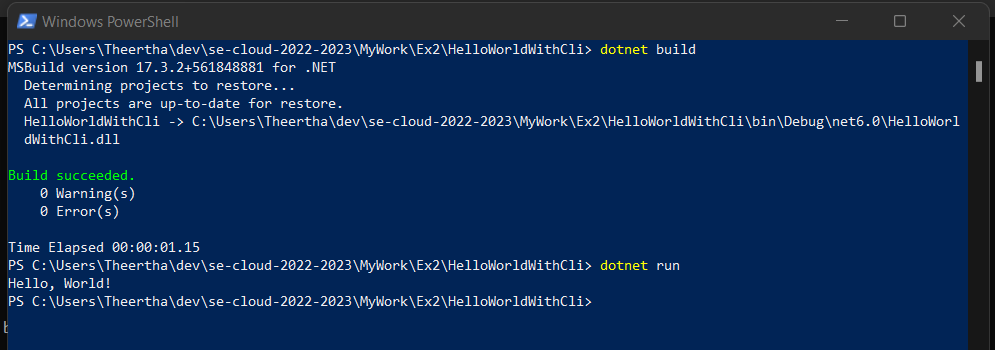 Windows PowerShell
PS C:\Users\Theertha\dev\se-cloud-2022-2023\MyWork\Ex2\HelloWorldWithCli> dotnet build
MSBuild version 17.3.2+561848881 for .NET
  Determining projects to restore...
  All projects are up-to-date for restore.
  HelloWorldWithCli -> C:\Users\Theertha\dev\se-cloud-2022-2023\MyWork\Ex2\HelloWorldWithCli\bin\Debug\net6.0\HelloWorl
  dWithCli.dll

Build succeeded.
    0 Warning(s)
    0 Error(s)

Time Elapsed 00:00:01.15
PS C:\Users\Theertha\dev\se-cloud-2022-2023\MyWork\Ex2\HelloWorldWithCli> dotnet run
Hello, World!
PS C:\Users\Theertha\dev\se-cloud-2022-2023\MyWork\Ex2\HelloWorldWithCli>